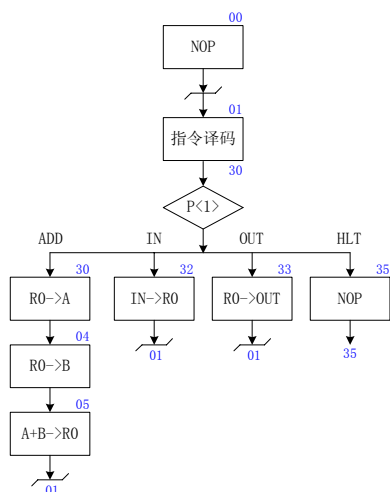 00
NOP
01
指令译码
30
P<1>
ADD IN OUT HLT
30 32 33 35
R0->A IN->R0 R0->OUT NOP
04 01 01 35
R0->B
05
A+B->R0
01